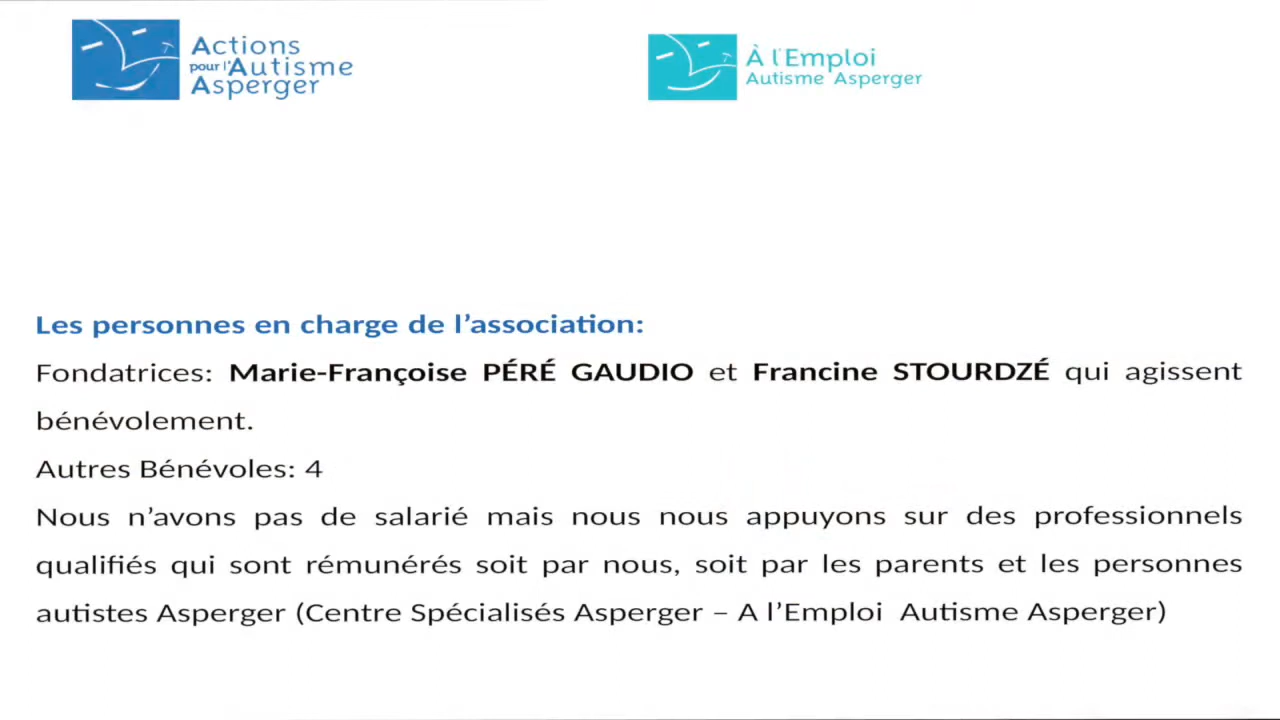 Actions
pour l'Autisme
Asperger
À l'Emploi
Autisme Asperger
Les personnes en charge de l’association:
Fondatrices: Marie-Françoise PÉRÉ GAUDIO et Francine STOURDZÉ qui agissent
bénévolement.
Autres Bénévoles: 4
Nous n’avons pas de salarié mais nous nous appuyons sur des professionnels
qualifiés qui sont rémunérés soit par nous, soit par les parents et les personnes
autistes Asperger (Centre Spécialisés Asperger – A l’Emploi Autisme Asperger)